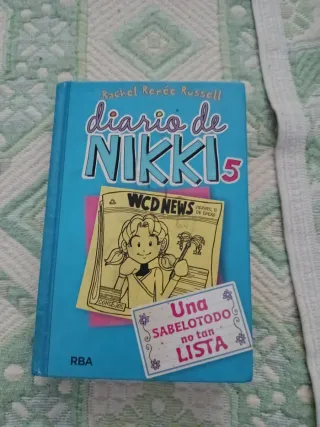 Rachel Renée Russell
diario de
NIKKI 5
WCD NEWS
Una
SABELOTODO
no tan
LISTA
RBA